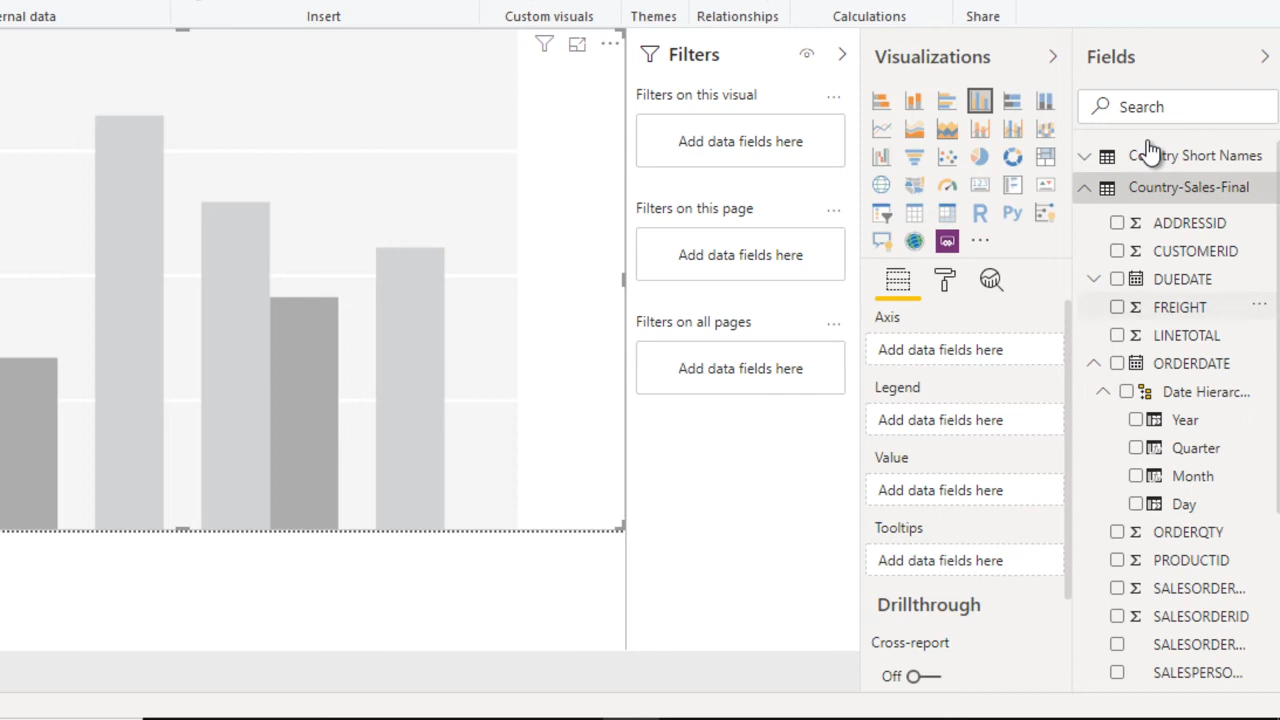 ernal data
Insert
Custom visuals
Themes
Relationships
Calculations
Share
Filters
Filters on this visual
...
Add data fields here
Filters on this page
...
Add data fields here
Filters on all pages
...
Add data fields here
Visualizations
R
Py
...
Axis
Add data fields here
Legend
Add data fields here
Value
Add data fields here
Tooltips
Add data fields here
Drillthrough
Cross-report
Off
Fields
Search
Country Short Names
Country-Sales-Final
Σ ADDRESSID
Σ CUSTOMERID
DUEDATE
Σ FREIGHT ...
Σ LINETOTAL
ORDERDATE
Date Hierarc...
Year
Quarter
Month
Day
Σ ORDERQTY
Σ PRODUCTID
Σ SALESORDER...
Σ SALESORDERID
SALESORDER...
SALESPERSO...